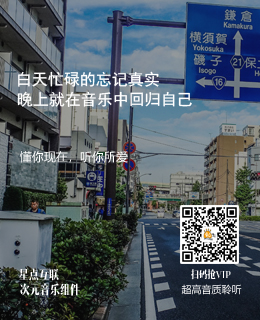 鎌倉
Kamakura
横須賀
Yokosuka
磯子
Isogo
21
保土
16
白天忙碌的忘记真实
晚上就在音乐中回归自己
懂你现在，听你所爱
星点互联
次元音乐组件
扫码抢VIP
超高音质聆听